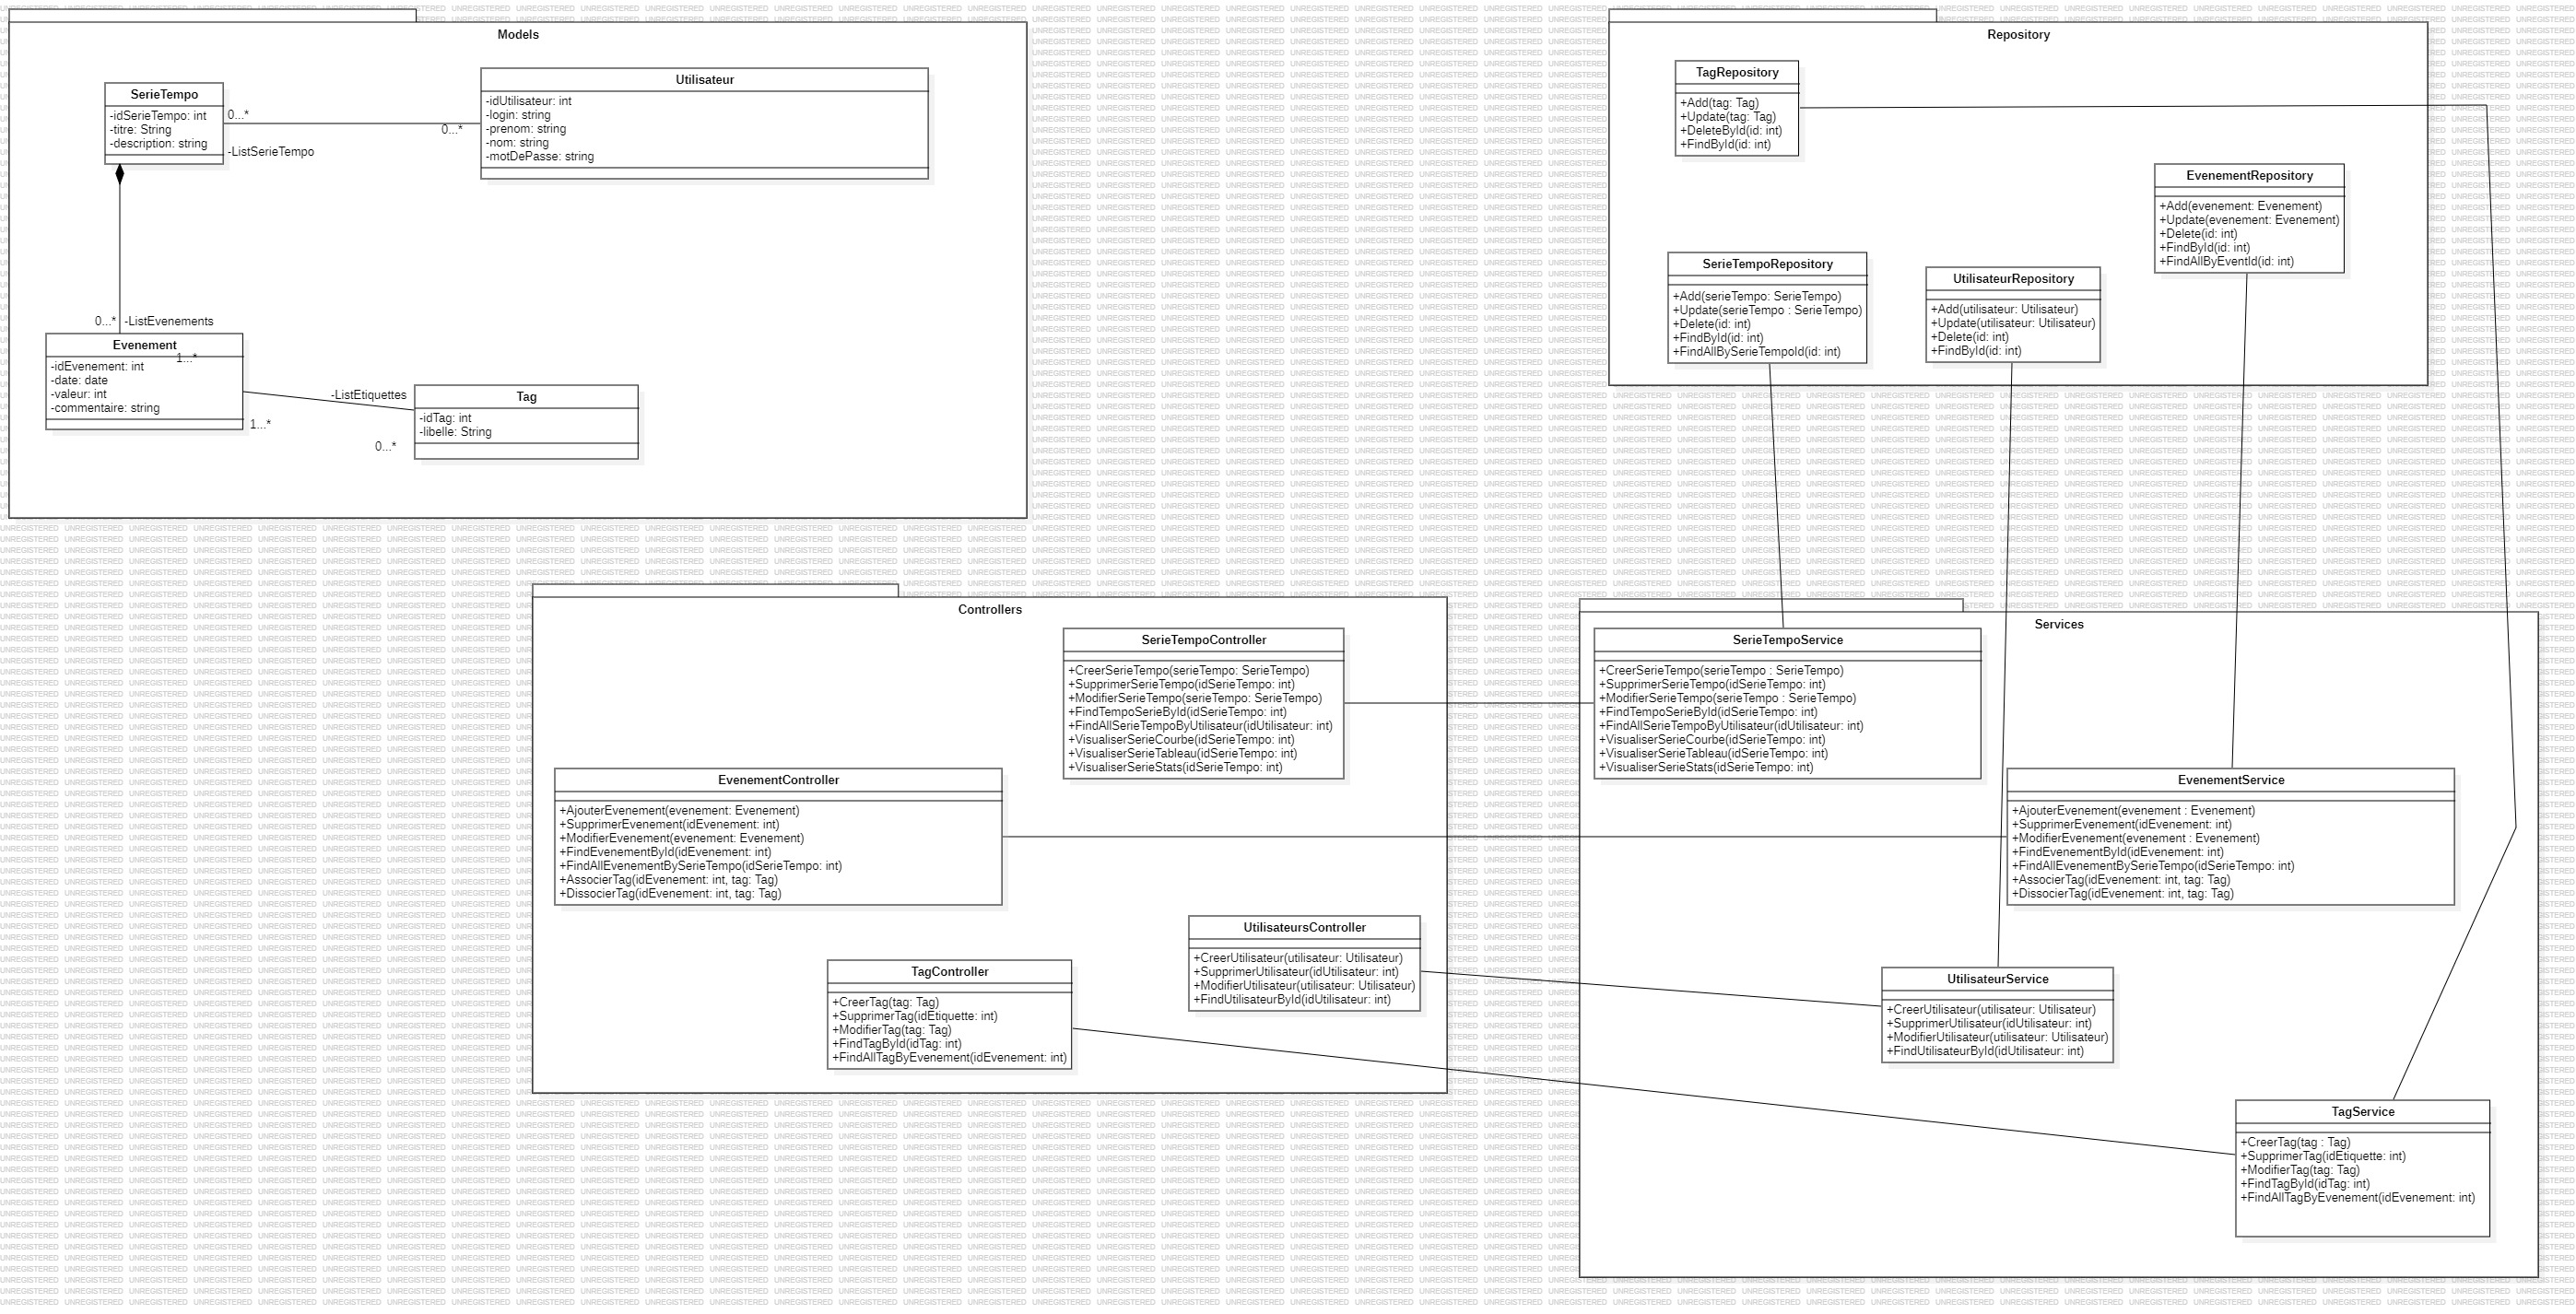 Models
SerieTempo
-idSerieTempo: int
-titre: String
-description: string
0...*
0...*
-ListSerieTempo
Utilisateur
-idUtilisateur: int
-login: string
-prenom: string
-nom: string
-motDePasse: string
0...*
-ListEvenements
Evenement
1...*
-idEvenement: int
-date: date
-valeur: int
-commentaire: string
-ListEtiquettes
1...*
0...*
Tag
-idTag: int
-libelle: String
Repository
TagRepository
+Add(tag: Tag)
+Update(tag: Tag)
+DeleteById(id: int)
+FindById(id: int)
EvenementRepository
+Add(evenement: Evenement)
+Update(evenement: Evenement)
+Delete(id: int)
+FindById(id: int)
+FindAllByEventId(id: int)
SerieTempoRepository
+Add(serieTempo: SerieTempo)
+Update(serieTempo : SerieTempo)
+Delete(id: int)
+FindById(id: int)
+FindAllBySerieTempoId(id: int)
UtilisateurRepository
+Add(utilisateur: Utilisateur)
+Update(utilisateur: Utilisateur)
+Delete(id: int)
+FindById(id: int)
Controllers
SerieTempoController
+CreerSerieTempo(serieTempo: SerieTempo)
+SupprimerSerieTempo(idSerieTempo: int)
+ModifierSerieTempo(serieTempo: SerieTempo)
+FindTempoSerieById(idSerieTempo: int)
+FindAllSerieTempoByUtilisateur(idUtilisateur: int)
+VisualiserSerieCourbe(idSerieTempo: int)
+VisualiserSerieTableau(idSerieTempo: int)
+VisualiserSerieStats(idSerieTempo: int)
EvenementController
+AjouterEvenement(evenement: Evenement)
+SupprimerEvenement(idEvenement: int)
+ModifierEvenement(evenement: Evenement)
+FindEvenementById(idEvenement: int)
+FindAllEvenementBySerieTempo(idSerieTempo: int)
+AssocierTag(idEvenement: int, tag: Tag)
+DissocierTag(idEvenement: int, tag: Tag)
UtilisateursController
+CreerUtilisateur(utilisateur: Utilisateur)
+SupprimerUtilisateur(idUtilisateur: int)
+ModifierUtilisateur(utilisateur: Utilisateur)
+FindUtilisateurById(idUtilisateur: int)
TagController
+CreerTag(tag: Tag)
+SupprimerTag(idEtiquette: int)
+ModifierTag(tag: Tag)
+FindTagById(idTag: int)
+FindAllTagByEvenement(idEvenement: int)
Services
SerieTempoService
+CreerSerieTempo(serieTempo : SerieTempo)
+SupprimerSerieTempo(idSerieTempo: int)
+ModifierSerieTempo(serieTempo : SerieTempo)
+FindTempoSerieById(idSerieTempo: int)
+FindAllSerieTempoByUtilisateur(idUtilisateur: int)
+VisualiserSerieCourbe(idSerieTempo: int)
+VisualiserSerieTableau(idSerieTempo: int)
+VisualiserSerieStats(idSerieTempo: int)
EvenementService
+AjouterEvenement(evenement : Evenement)
+SupprimerEvenement(idEvenement: int)
+ModifierEvenement(evenement : Evenement)
+FindEvenementById(idEvenement: int)
+FindAllEvenementBySerieTempo(idSerieTempo: int)
+AssocierTag(idEvenement: int, tag: Tag)
+DissocierTag(idEvenement: int, tag: Tag)
UtilisateurService
+CreerUtilisateur(utilisateur: Utilisateur)
+SupprimerUtilisateur(idUtilisateur: int)
+ModifierUtilisateur(utilisateur: Utilisateur)
+FindUtilisateurById(idUtilisateur: int)
TagService
+CreerTag(tag : Tag)
+SupprimerTag(idEtiquette: int)
+ModifierTag(tag: Tag)
+FindTagById(idTag: int)
+FindAllTagByEvenement(idEvenement: int)
UNREGISTERED